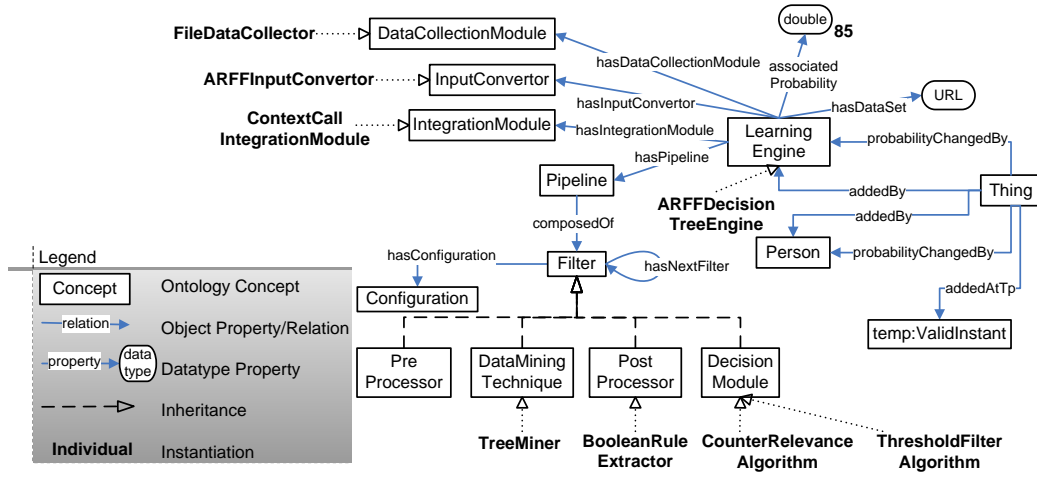 double
85
FileDataCollector
DataCollectionModule
hasDataCollectionModule
associated
Probability
ARFFInputConvertor
InputConvertor
hasInputConvertor
hasDataSet
URL
ContextCall
IntegrationModule
IntegrationModule
hasIntegrationModule
Learning
Engine
probabilityChangedBy
hasPipeline
Pipeline
ARFFDecision
TreeEngine
addedBy
Thing
addedBy
composedOf
Person
probabilityChangedBy
hasConfiguration
Filter
hasNextFilter
Configuration
addedAtTp
temp:ValidInstant
Pre
Processor
DataMining
Technique
Post
Processor
Decision
Module
TreeMiner
BooleanRule
Extractor
CounterRelevance
Algorithm
ThresholdFilter
Algorithm
Legend
Concept
Ontology Concept
relation
Object Property/Relation
property
data
type
Datatype Property
Inheritance
Individual
Instantiation